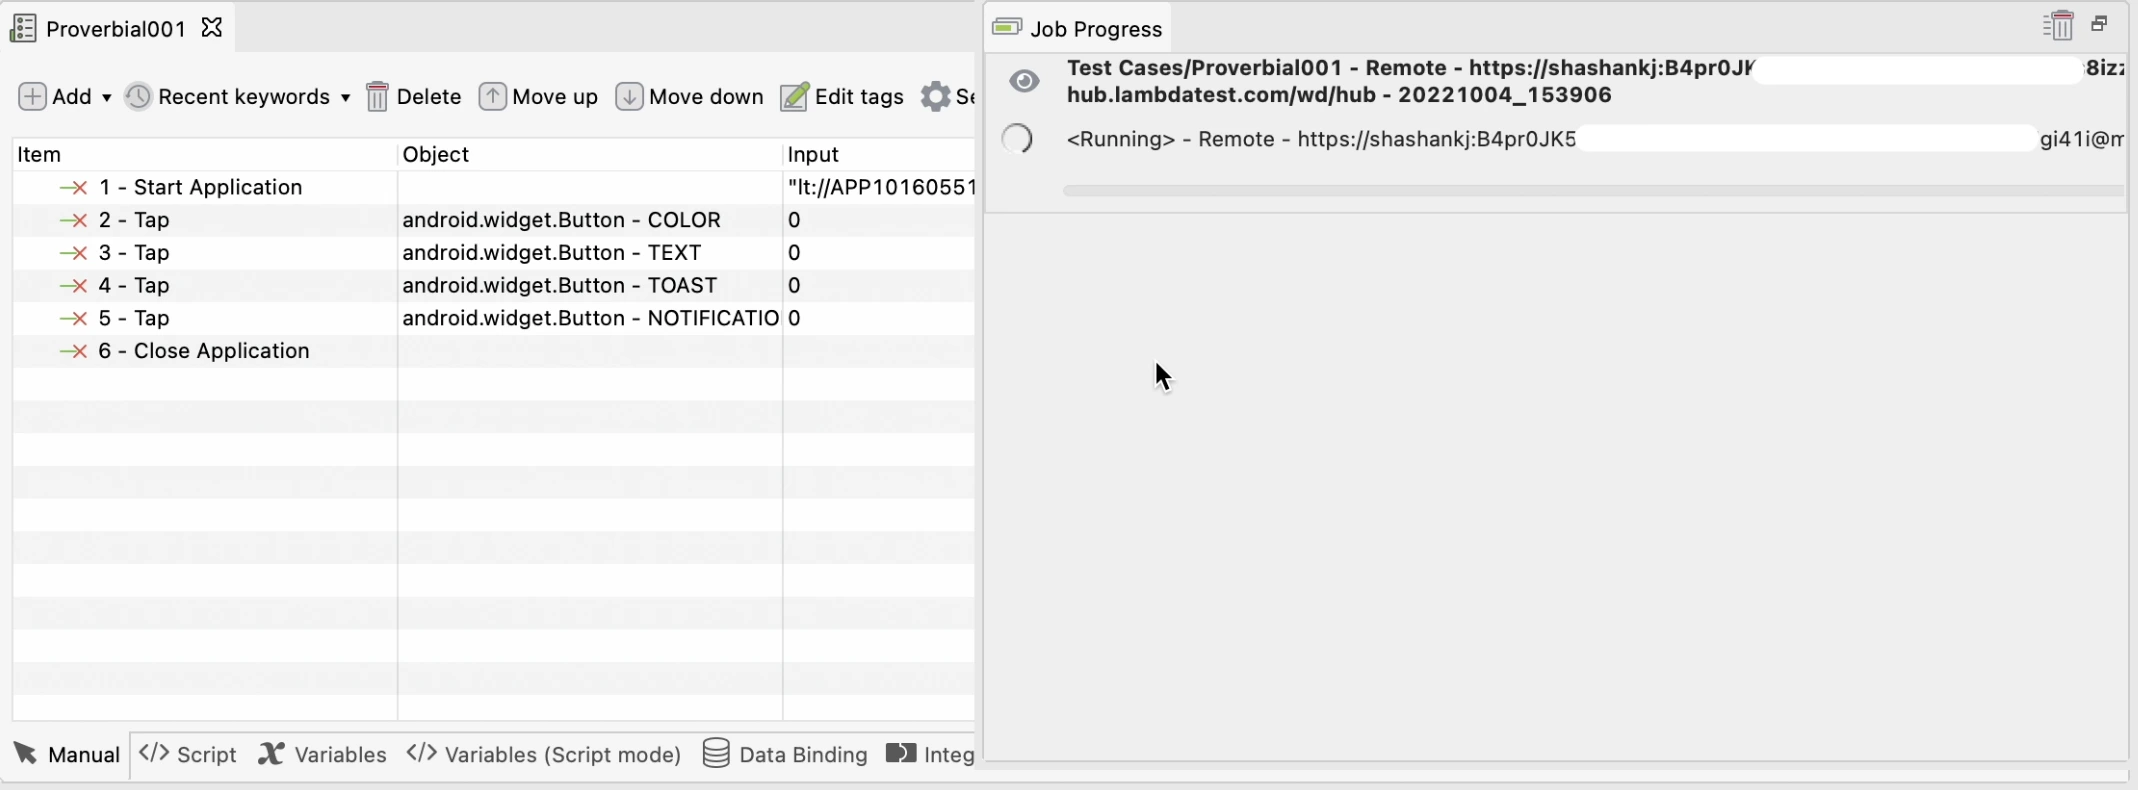 Proverbial001
Job Progress
Add
Recent keywords
Delete
Move up
Move down
Edit tags
Test Cases/Proverbial001 - Remote - https://shashankj:B4pr0JK
hub.lambdatest.com/wd/hub - 20221004_153906
<Running> - Remote - https://shashankj:B4pr0JK5 gi41i@m
Item Object Input
1 - Start Application "lt://APP10160551
2 - Tap android.widget.Button - COLOR 0
3 - Tap android.widget.Button - TEXT 0
4 - Tap android.widget.Button - TOAST 0
5 - Tap android.widget.Button - NOTIFICATIO 0
6 - Close Application
Manual
Script
Variables
Variables (Script mode)
Data Binding
Integ